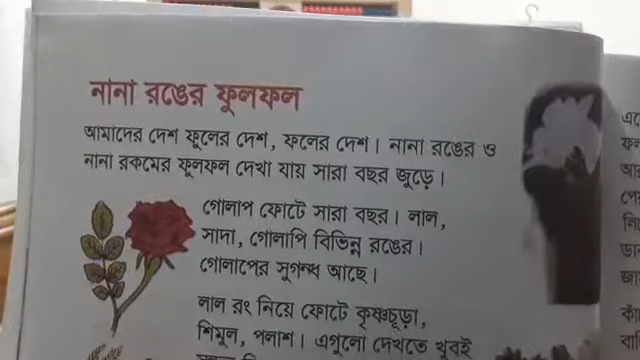 নানা রঙের ফুলফল
আমাদের দেশ ফুলের দেশ, ফলের দেশ। নানা রঙের ও
নানা রকমের ফুলফল দেখা যায় সারা বছর জুড়ে।
গোলাপ ফোটে সারা বছর। লাল,
সাদা, গোলাপি বিভিন্ন রঙের।
গোলাপের সুগন্ধ আছে।
লাল রং নিয়ে ফোটে কৃষ্ণচূড়া,
শিমুল, পলাশ। এগুলো দেখতে খুবই